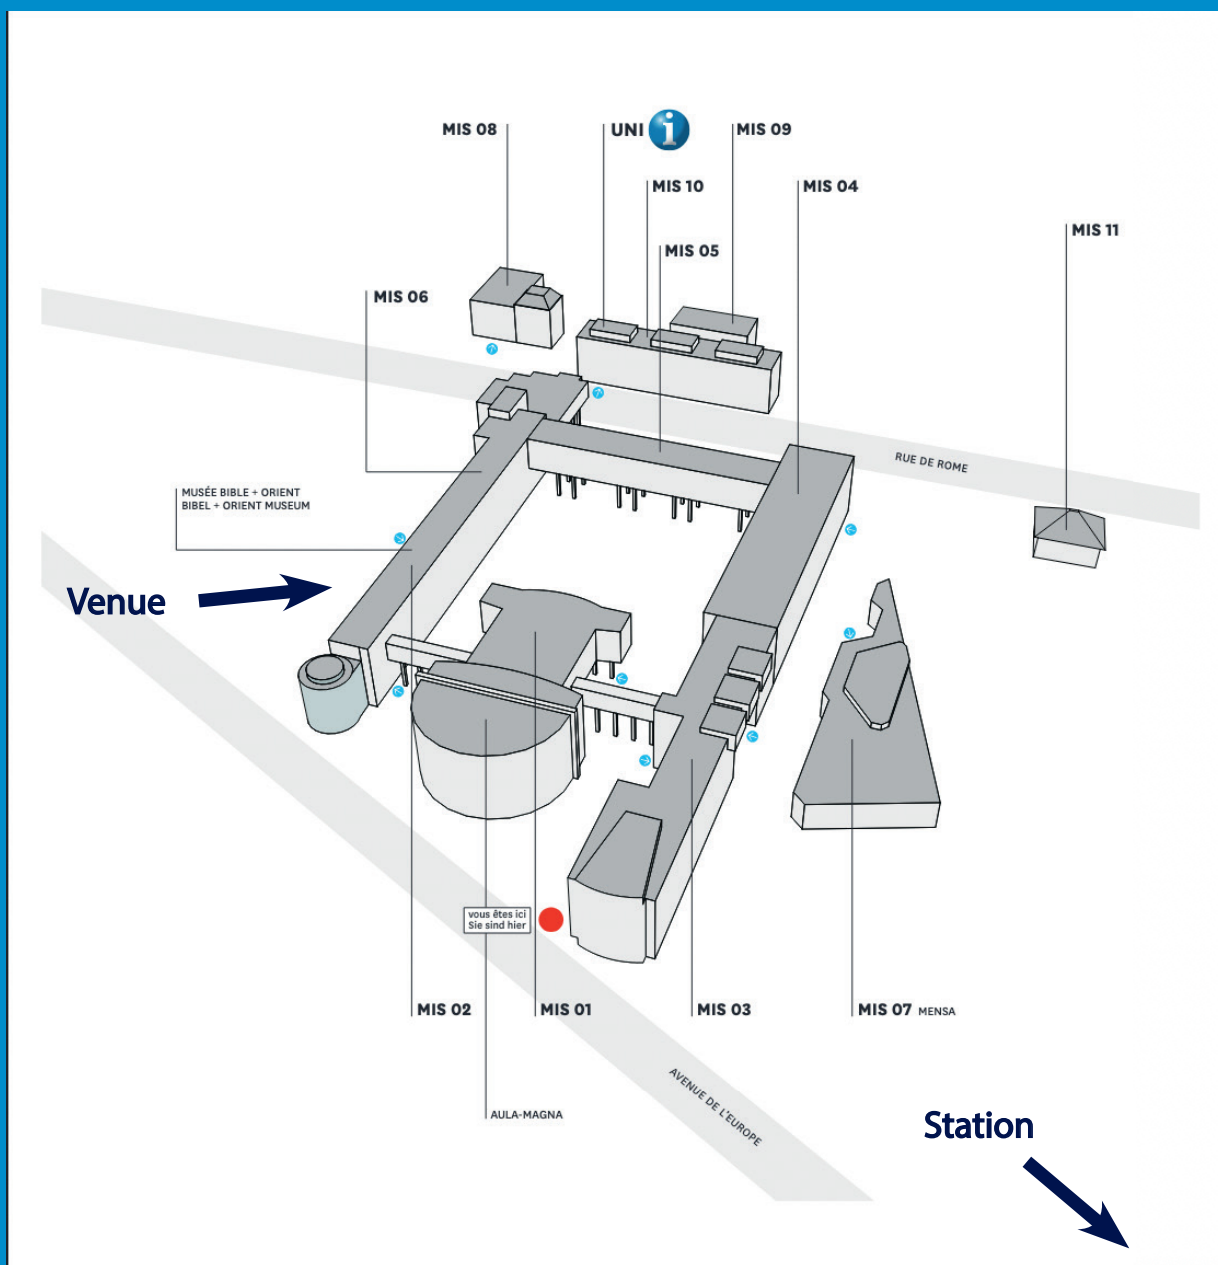 MIS 08
UNI i
MIS 09
MIS 10
MIS 04
MIS 11
MIS 05
MIS 06
RUE DE ROME
MUSÉE BIBLE + ORIENT
BIBEL + ORIENT MUSEUM
Venue
vous êtes ici
Sie sind hier
MIS 02
MIS 01
MIS 03
MIS 07 MENSA
AVENUE DE L'EUROPE
AULA-MAGNA
Station